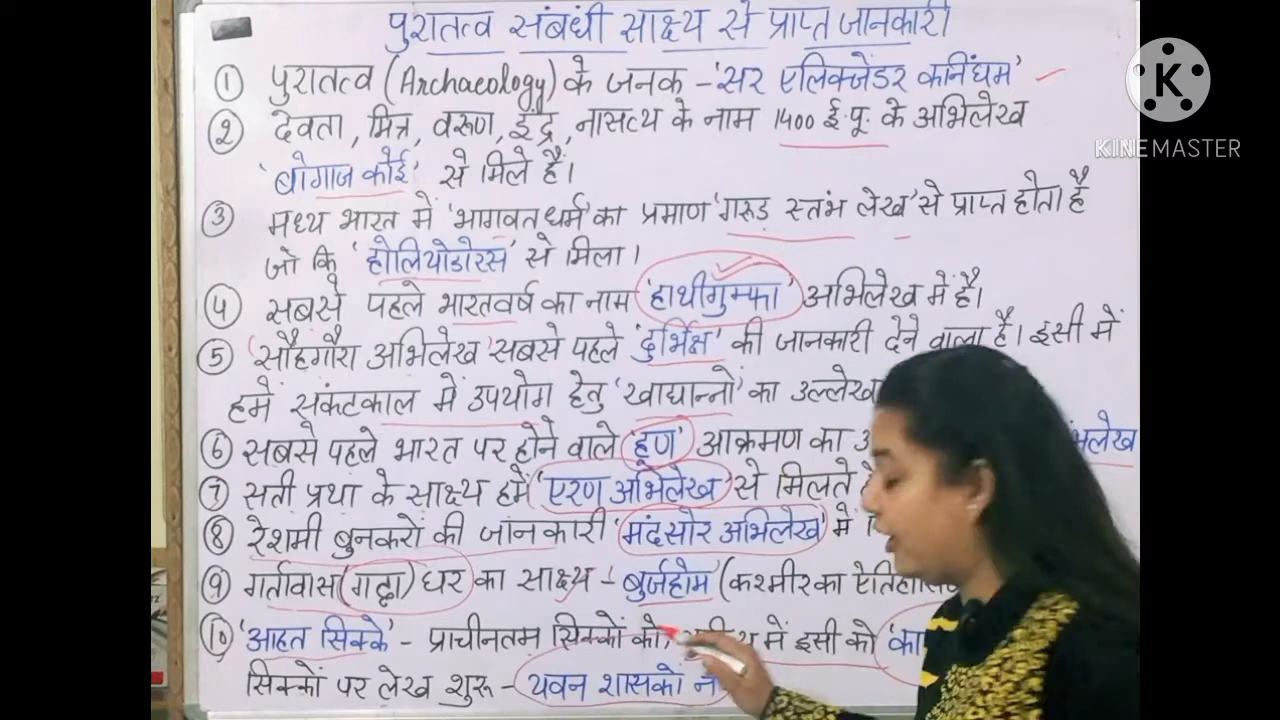 पुरातत्व संबंधी साक्ष्य से प्राप्त जानकारी
① पुरातत्व (Archaeology) के जनक - 'सर एलिक्जेंडर कनिंघम'
② देवता, मित्र, वरूण, इंद्र, नासत्य के नाम 1400 ई.पू. के अभिलेख
'बोगाज कोई' से मिले हैं।
③ मध्य भारत में 'भागवत धर्म' का प्रमाण 'गरूड़ स्तंभ लेख' से प्राप्त होता है
जो कि 'होलियोडोरेस' से मिला।
④ सबसे पहले भारतवर्ष का नाम 'हाथीगुम्फा' अभिलेख में है।
⑤ 'सौहगौरा अभिलेख' सबसे पहले 'दुर्भिक्ष' की जानकारी देने वाला है। इसी में
हमें संकटकाल में उपयोग हेतु 'खाद्यान्नों' का उल्लेख
⑥ सबसे पहले भारत पर होने वाले 'हूण' आक्रमण का
⑦ सती प्रथा के साक्ष्य हमें 'एरण अभिलेख' से मिलते
⑧ रेशमी बुनकरों की जानकारी 'मंदसोर अभिलेख' में
⑨ गर्तावास (गड्ढा) घर का साक्ष्य - 'बुर्जहोम' (कश्मीर का
⑩ 'आहत सिक्के' - प्राचीनतम सिक्कों को, में इसी को 'का
सिक्कों पर लेख शुरू - यवन शासकों ने
KINEMASTER